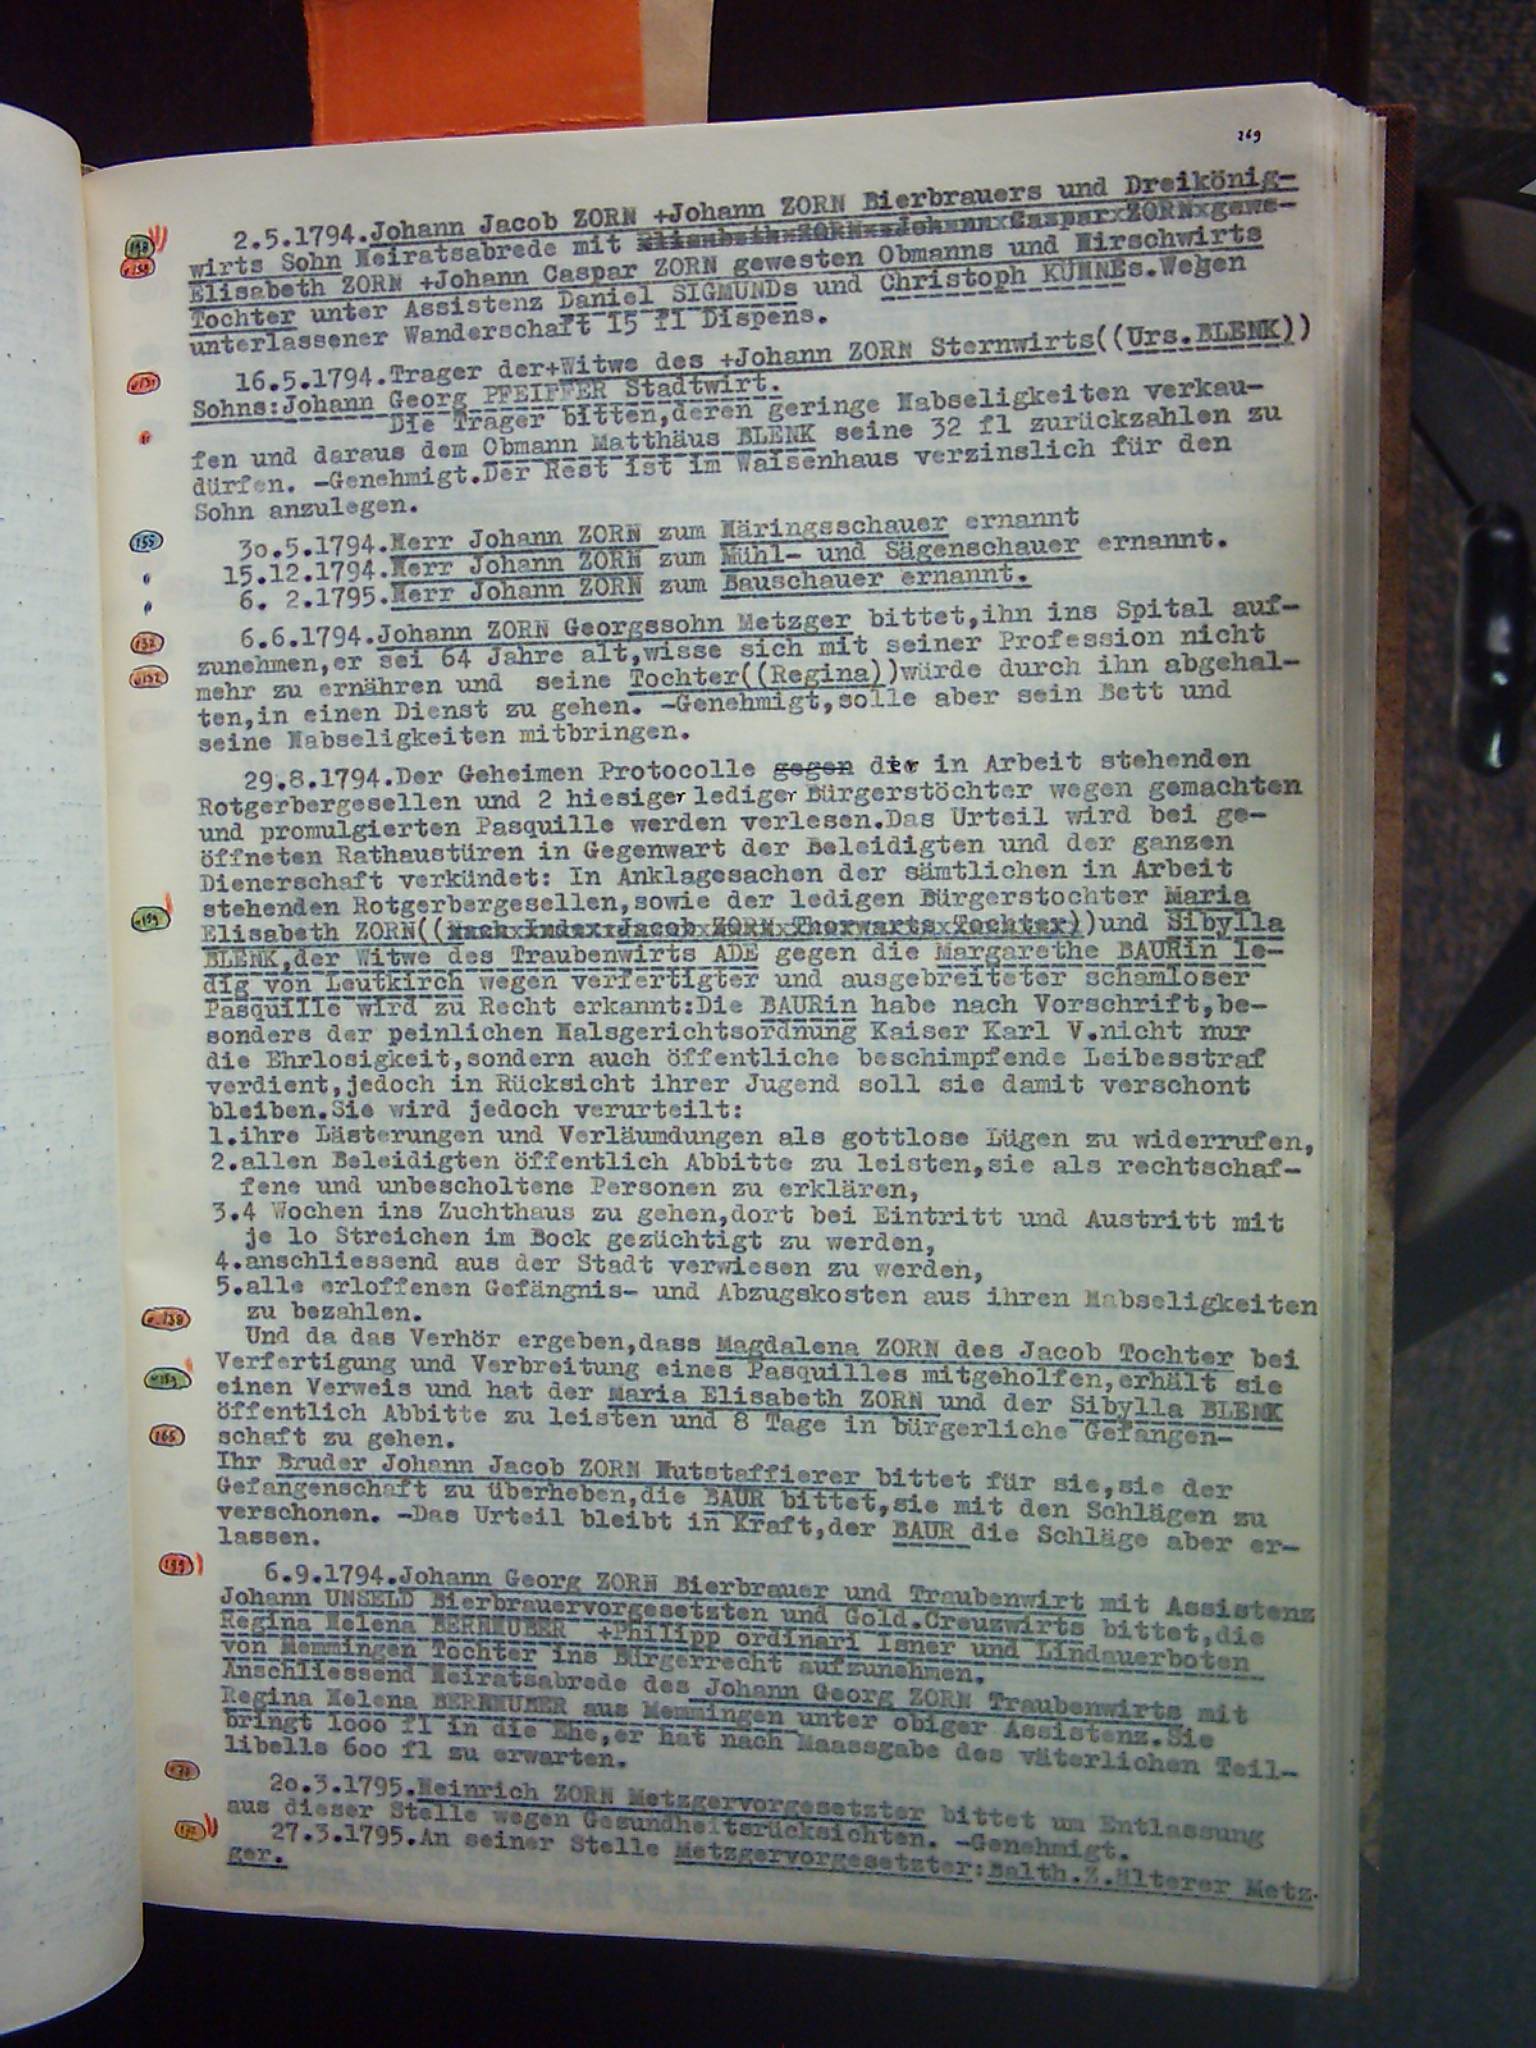 269
2.5.1794.Johann Jacob ZORN +Johann ZORN Bierbrauers und Dreikönig-
wirts Sohn Heiratsabrede mit Elisabeth ZORN x Johann Caspar ZORN gewe-
Elisabeth ZORN +Johann Caspar ZORN gewesten Obmanns und Hirschwirts
Tochter unter Assistenz Daniel SIGMUNDs und Christoph KÜHNEs.Wegen
unterlassener Wanderschaft 15 fl Dispens.
16.5.1794.Trager der+Witwe des +Johann ZORN Sternwirts((Urs.BLENK))
Sohns:Johann Georg PFEIFFER Stadtwirt.
Die Trager bitten,deren geringe Habseligkeiten verkau-
fen und daraus dem Obmann Matthäus BLENK seine 32 fl zurückzahlen zu
dürfen. -Genehmigt.Der Rest ist im Waisenhaus verzinslich für den
Sohn anzulegen.
30.5.1794.Herr Johann ZORN zum Häringsschauer ernannt
15.12.1794.Herr Johann ZORN zum Mühl- und Sägenschauer ernannt.
6. 2.1795.Herr Johann ZORN zum Bauschauer ernannt.
6.6.1794.Johann ZORN Georgssohn Metzger bittet,ihn ins Spital auf-
zunehmen,er sei 64 Jahre alt,wisse sich mit seiner Profession nicht
mehr zu ernähren und seine Tochter((Regina))würde durch ihn abgehal-
ten,in einen Dienst zu gehen. -Genehmigt,solle aber sein Bett und
seine Habseligkeiten mitbringen.
29.8.1794.Der Geheimen Protocolle gegen der in Arbeit stehenden
Rotgerbergesellen und 2 hiesiger lediger Bürgerstöchter wegen gemachten
und promulgierten Pasquille werden verlesen.Das Urteil wird bei ge-
öffneten Rathaustüren in Gegenwart der Beleidigten und der ganzen
Dienerschaft verkündet: In Anklagesachen der sämtlichen in Arbeit
stehenden Rotgerbergesellen,sowie der ledigen Bürgerstochter Maria
Elisabeth ZORN((Nach Index Jacob ZORN Thorwarts Tochter))und Sibylla
BLENK,der Witwe des Traubenwirts ADE gegen die Margarethe BAURin le-
dig von Leutkirch wegen verfertigter und ausgebreiteter schamloser
Pasquille wird zu Recht erkannt:Die BAURin habe nach Vorschrift,be-
sonders der peinlichen Halsgerichtsordnung Kaiser Karl V.nicht nur
die Ehrlosigkeit,sondern auch öffentliche beschimpfende Leibesstraf
verdient,jedoch in Rücksicht ihrer Jugend soll sie damit verschont
bleiben.Sie wird jedoch verurteilt:
1.ihre Lästerungen und Verläumdungen als gottlose Lügen zu widerrufen,
2.allen Beleidigten öffentlich Abbitte zu leisten,sie als rechtschaf-
fene und unbescholtene Personen zu erklären,
3.4 Wochen ins Zuchthaus zu gehen,dort bei Eintritt und Austritt mit
je 10 Streichen im Bock gezüchtigt zu werden,
4.anschliessend aus der Stadt verwiesen zu werden,
5.alle erloffenen Gefängnis- und Abzugskosten aus ihren Habseligkeiten
zu bezahlen.
Und da das Verhör ergeben,dass Magdalena ZORN des Jacob Tochter bei
Verfertigung und Verbreitung eines Pasquilles mitgeholfen,erhält sie
einen Verweis und hat der Maria Elisabeth ZORN und der Sibylla BLENK
öffentlich Abbitte zu leisten und 8 Tage in bürgerliche Gefangen-
schaft zu gehen.
Ihr Bruder Johann Jacob ZORN Hutstaffierer bittet für sie,sie der
Gefangenschaft zu überheben,die BAUR bittet,sie mit den Schlägen zu
verschonen. -Das Urteil bleibt in Kraft,der BAUR die Schläge aber er-
lassen.
6.9.1794.Johann Georg ZORN Bierbrauer und Traubenwirt mit Assistenz
Johann UNSELD Bierbrauervorgesetzten und Gold.Creuzwirts bittet,die
Regina Helena BERNHUBER +Philipp ordinari Isner und Lindauerboten
von Memmingen Tochter ins Bürgerrecht aufzunehmen.
Anschliessend Heiratsabrede des Johann Georg ZORN Traubenwirts mit
Regina Helena BERNHUBER aus Memmingen unter obiger Assistenz.Sie
bringt 1000 fl in die Ehe,er hat nach Maassgabe des väterlichen Teil-
libells 600 fl zu erwarten.
20.3.1795.Heinrich ZORN Metzgervorgesetzter bittet um Entlassung
aus dieser Stelle wegen Gesundheitsrücksichten. -Genehmigt.
27.3.1795.An seiner Stelle Metzgervorgesetzter:Balth.Z.älterer Metz-
ger.